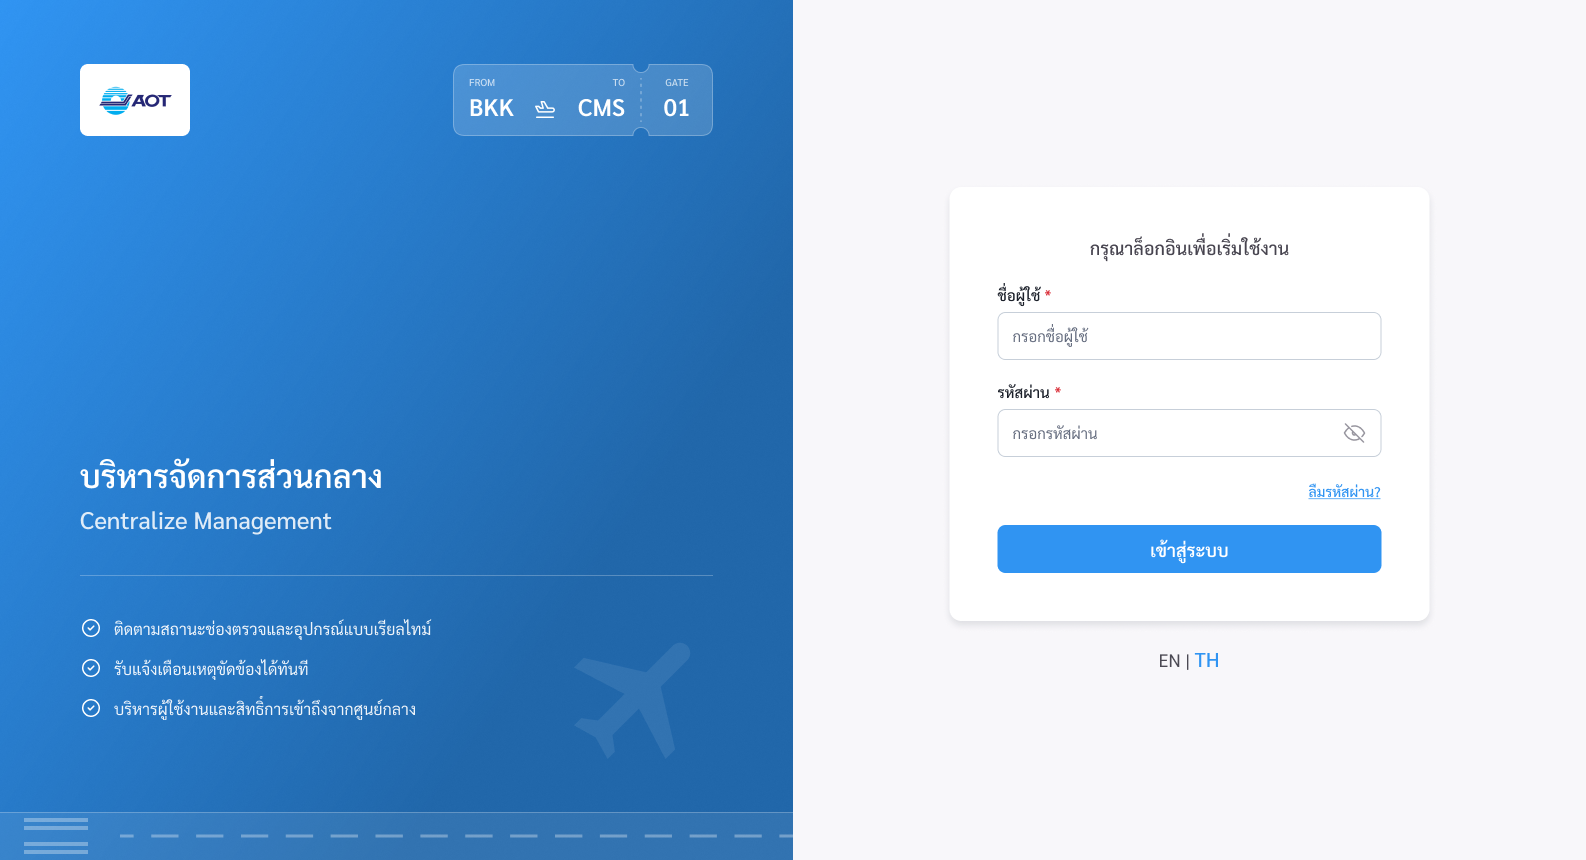 AOT
FROM TO GATE
BKK CMS 01
บริหารจัดการส่วนกลาง
Centralize Management
ติดตามสถานะช่องตรวจและอุปกรณ์แบบเรียลไทม์
รับแจ้งเตือนเหตุขัดข้องได้ทันที
บริหารผู้ใช้งานและสิทธิ์การเข้าถึงจากศูนย์กลาง
กรุณาล็อกอินเพื่อเริ่มใช้งาน
ชื่อผู้ใช้ *
กรอกชื่อผู้ใช้
รหัสผ่าน *
กรอกรหัสผ่าน
ลืมรหัสผ่าน?
เข้าสู่ระบบ
EN | TH